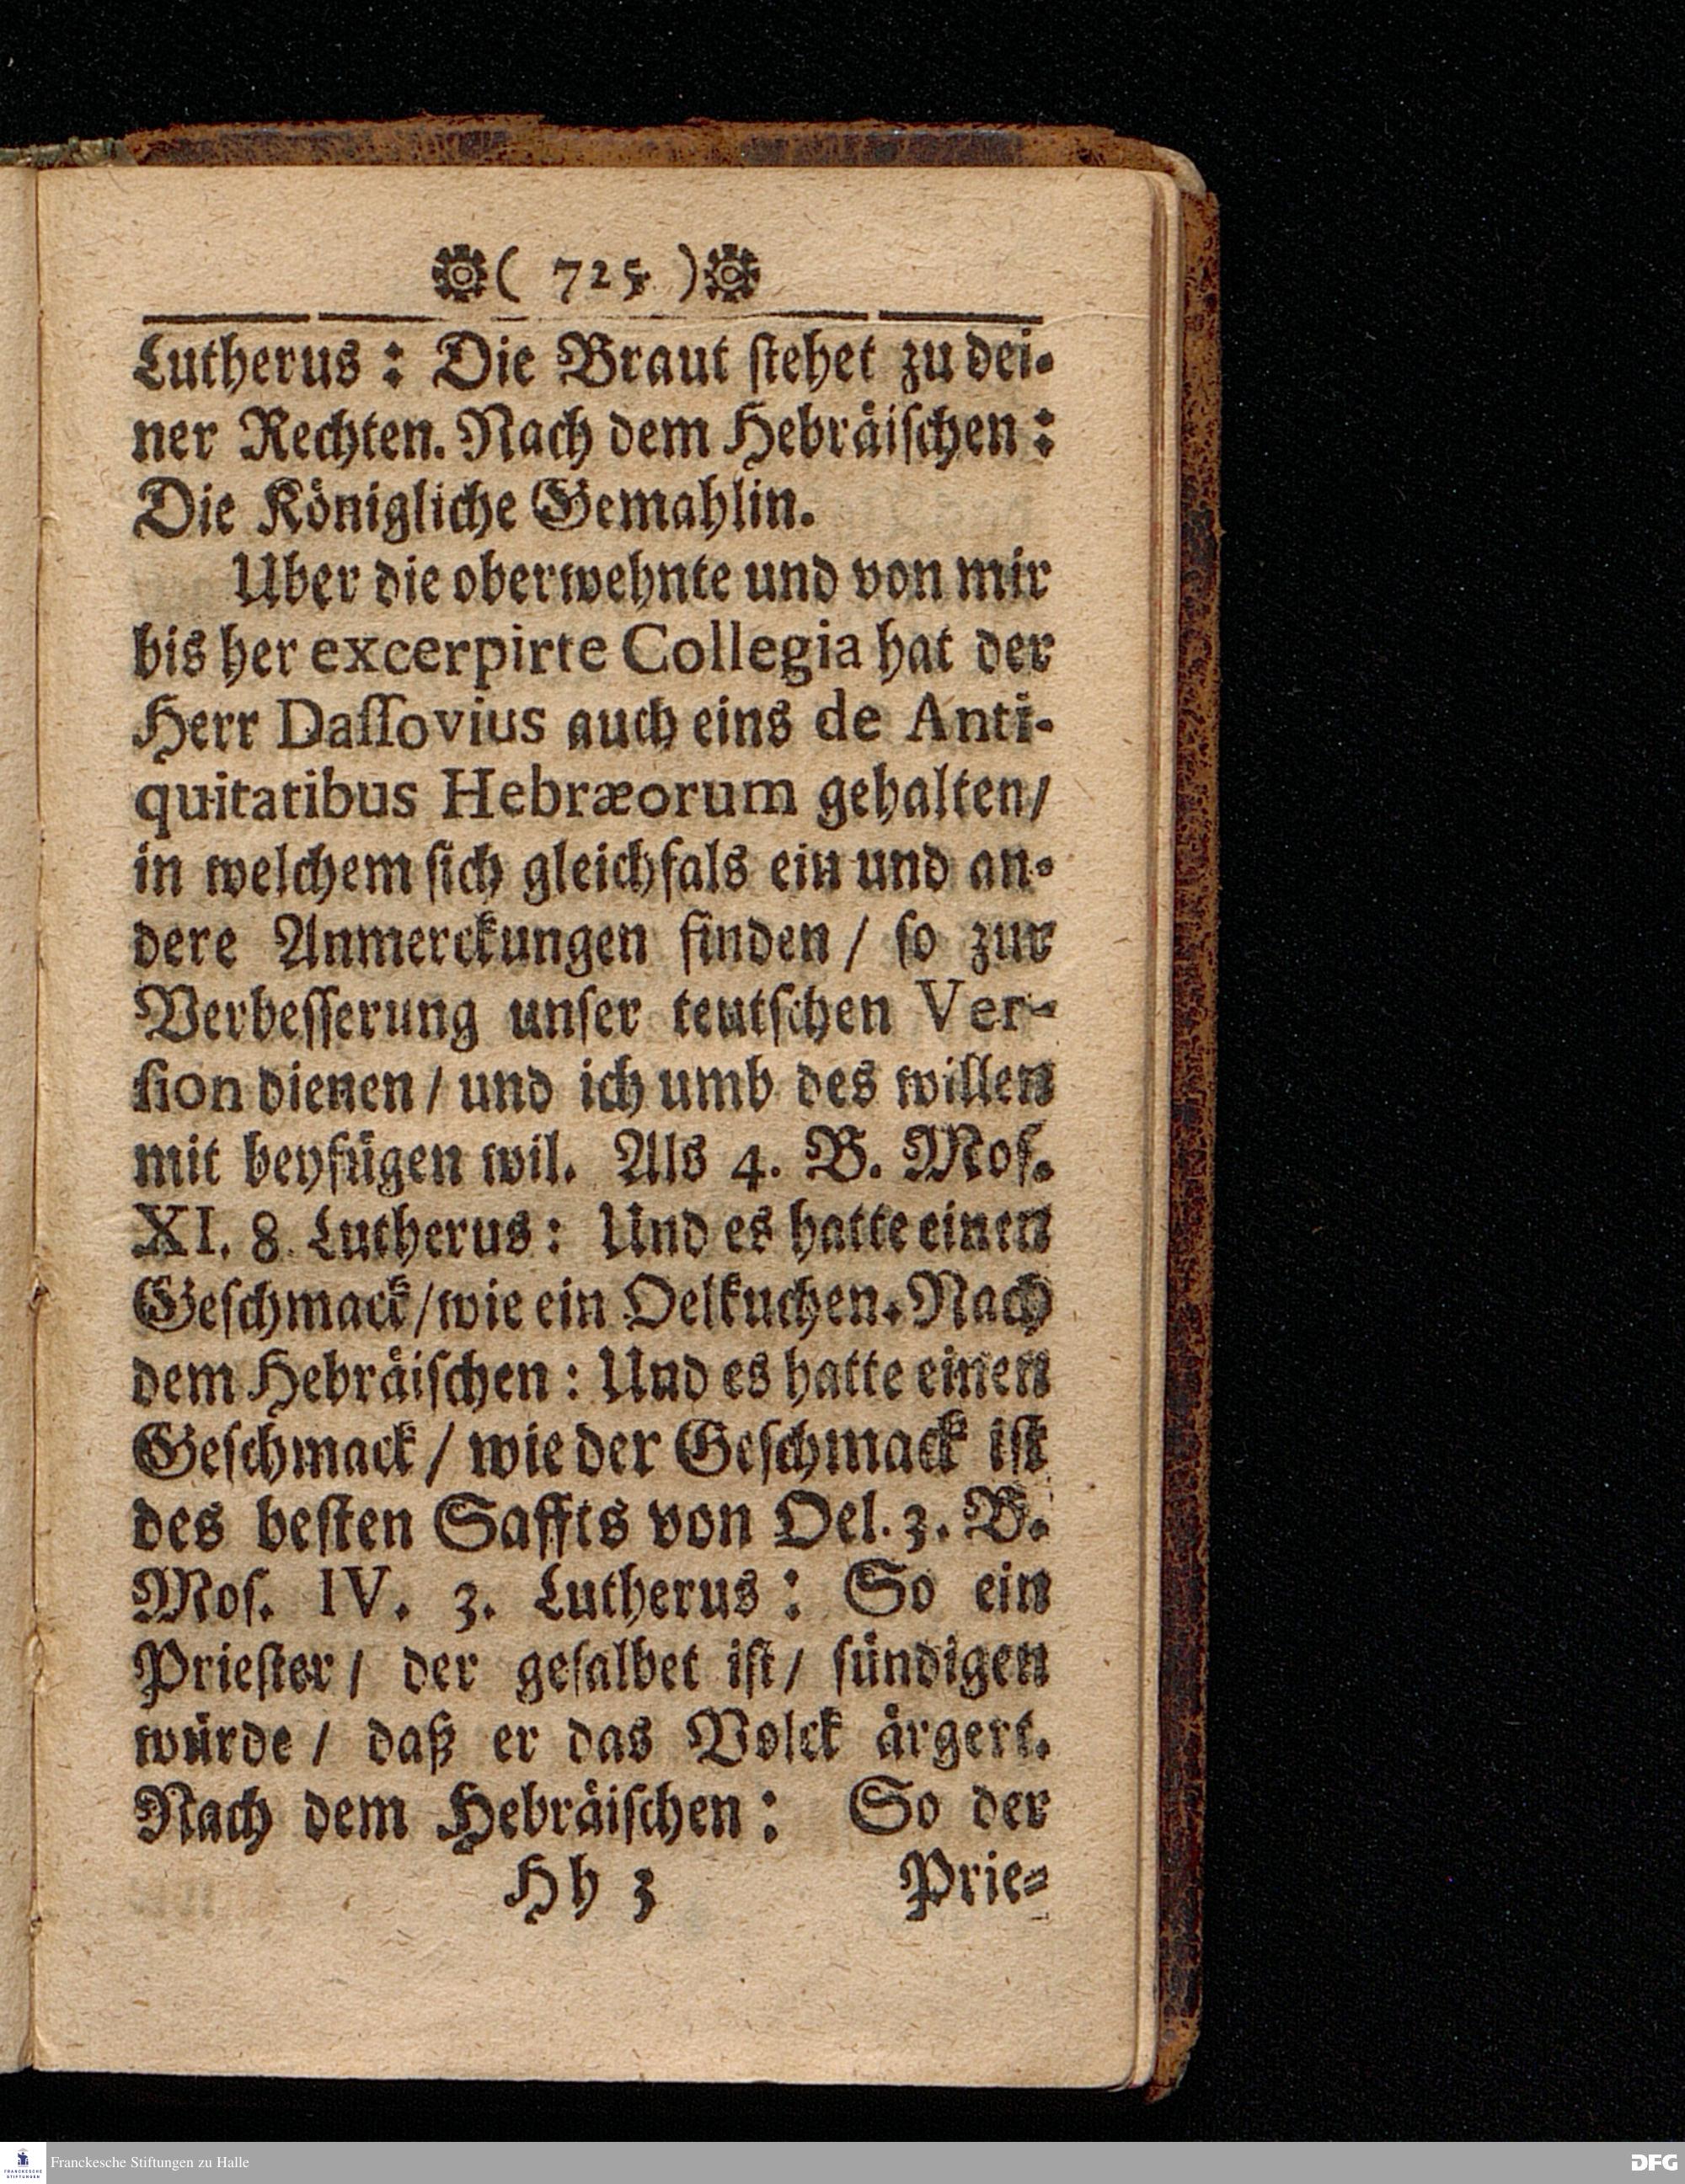 ( 725 )
Lutherus: Die Braut ſtehet zu dei-
ner Rechten. Nach dem Hebräiſchen:
Die Königliche Gemahlin.
Uber die oberwehnte und von mir
bis her excerpirte Collegia hat der
Herr Daſſovius auch eins de Anti-
quitatibus Hebræorum gehalten/
in welchem ſich gleichfals ein und an-
dere Anmerckungen finden / ſo zur
Verbeſſerung unſer teutſchen Ver-
ſion dienen / und ich umb des willen
mit beyfügen wil. Als 4. B. Moſ.
XI. 8. Lutherus: Und es hatte einen
Geſchmack/wie ein Oelkuchen. Nach
dem Hebräiſchen: Und es hatte einen
Geſchmack / wie der Geſchmack iſt
des beſten Saffts von Oel. 3. B.
Moſ. IV. 3. Lutherus: So ein
Prieſter / der geſalbet iſt / ſündigen
würde / daß er das Volck ärgert.
Nach dem Hebräiſchen: So der
Hh 3 Prie-
FRANCKESCHE STIFTUNGEN
Franckesche Stiftungen zu Halle
DFG